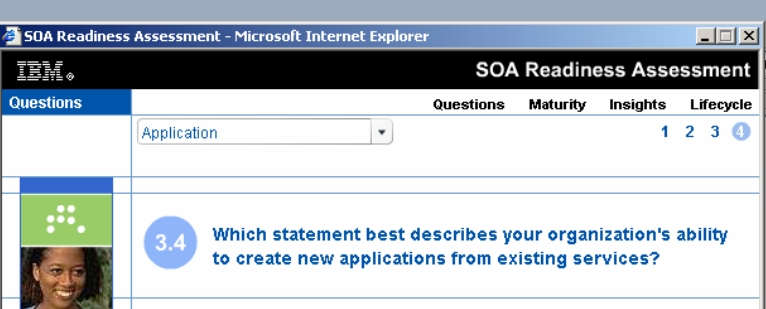 SOA Readiness Assessment - Microsoft Internet Explorer
IBM®
SOA Readiness Assessment
Questions
Questions Maturity Insights Lifecycle
Application
1 2 3 4
3.4
Which statement best describes your organization's ability
to create new applications from existing services?